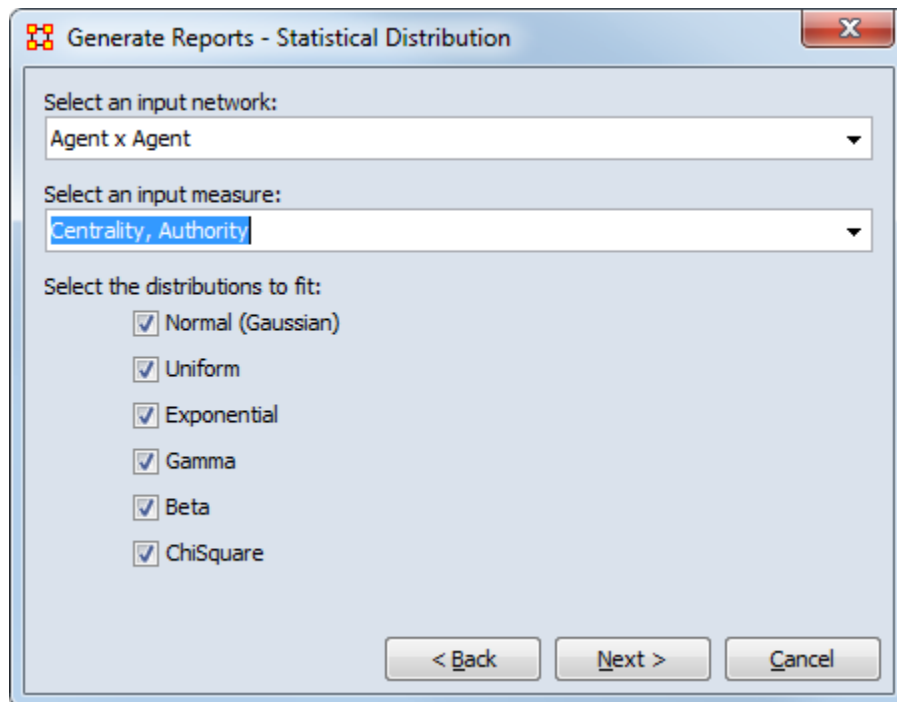 Generate Reports - Statistical Distribution
X
Select an input network:
Agent x Agent
Select an input measure:
Centrality, Authority
Select the distributions to fit:
Normal (Gaussian)
Uniform
Exponential
Gamma
Beta
ChiSquare
< Back Next > Cancel